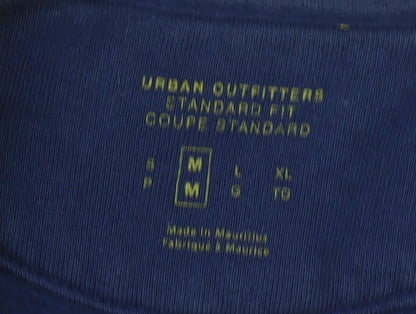 URBAN OUTFITTERS
STANDARD FIT
COUPE STANDARD
S M L XL
P M G TG
Made in Mauritius
Fabriqué à Maurice